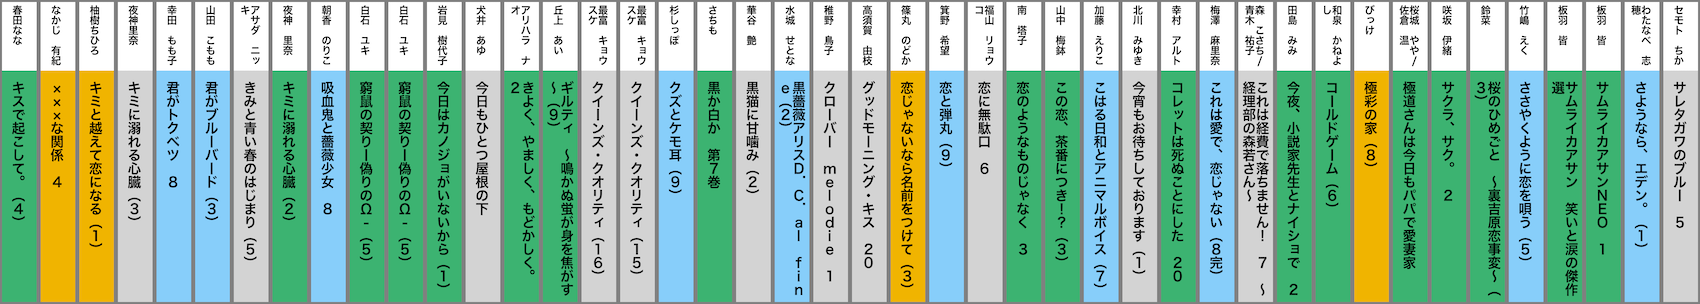 春田なな
キスで起こして。（４）
なかじ　有紀
×××な関係　４
柚樹ちひろ
キミと越えて恋になる（１）
夜神里奈
キミに溺れる心臓（３）
幸田　もも子
君がトクベツ　８
山田　こもも
君がブルーバード（３）
アサダ　ニッ
キ
きみと青い春のはじまり（５）
夜神　里奈
キミに溺れる心臓（２）
朝香　のりこ
吸血鬼と薔薇少女　８
白石　ユキ
窮鼠の契りー偽りのΩ-（５）
白石　ユキ
窮鼠の契りー偽りのΩ-（５）
岩見　樹代子
今日はカノジョがいないから（１）
犬井　あゆ
今日もひとつ屋根の下
アリハラ　ナ
オ
きよく、やましく、もどかしく。
２
丘上　あい
ギルティ　～鳴かぬ蛍が身を焦がす
～（９）
最富　キョウ
スケ
クイーンズ・クオリティ（１６）
最富　キョウ
スケ
クイーンズ・クオリティ（１５）
杉しっぽ
クズとケモ耳（９）
さちも
黒か白か　第７巻
華谷　艶
黒猫に甘噛み（２）
水城　せとな
黒薔薇アリスＤ．Ｃ．ａｌ　ｆｉｎ
ｅ（２）
稚野　鳥子
クローバー　ｍｅｌｏｄｉｅ　１
高須賀　由枝
グッドモーニング・キス　２０
篠丸　のどか
恋じゃないなら名前をつけて（３）
箕野　希望
恋と弾丸（９）
福山　リョウ
コ
恋に無駄口　６
南　塔子
恋のようなものじゃなく　３
山中　梅鉢
この恋、茶番につき！？（３）
加藤　えりこ
こはる日和とアニマルボイス（７）
北川　みゆき
今宵もお待ちしております（１）
幸村　アルト
コレットは死ぬことにした　２０
梅澤　麻里奈
これは愛で、恋じゃない（８完）
森　こさち/
青木　祐子
これは経費で落ちません！　７　～
経理部の森若さん～
田島　みみ
今夜、小説家先生とナイショで　２
和泉　かねよ
し
コールドゲーム（６）
びっけ
極彩の家（８）
桜城　やや/
佐倉　温
極道さんは今日もパパで愛妻家
咲坂　伊緒
サクラ、サク。　２
鈴菜
桜のひめごと　～裏吉原恋事変～（
３）
竹嶋　えく
ささやくように恋を唄う（５）
板羽　皆
サムライカアサン　笑いと涙の傑作
選
板羽　皆
サムライカアサンＮＥＯ　１
わたなべ　志
穂
さようなら、エデン。（１）
セモト　ちか
サレタガワのブルー　５